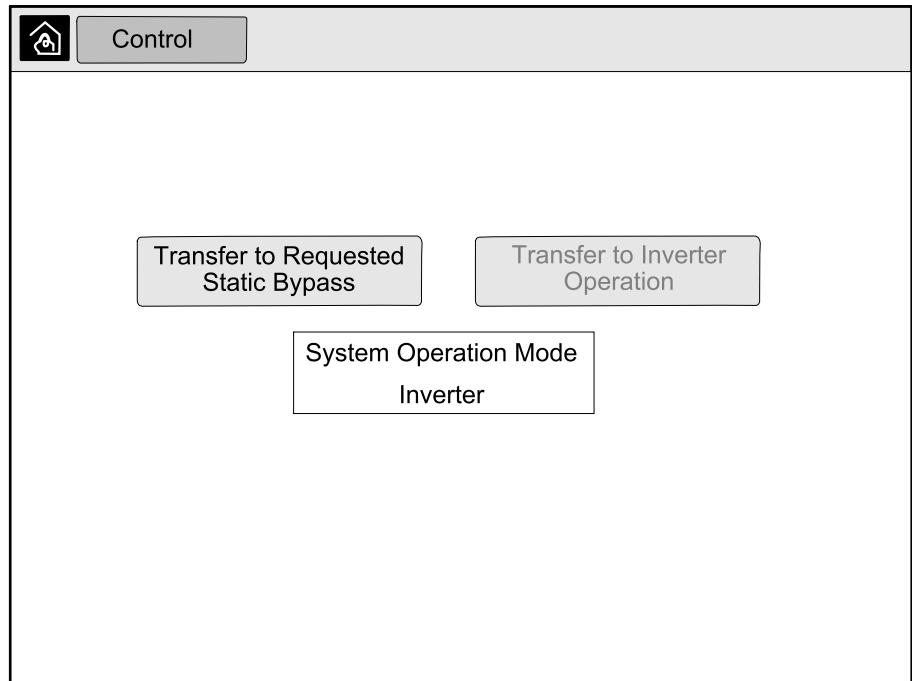 Control
Transfer to Requested
Static Bypass
Transfer to Inverter
Operation
System Operation Mode
Inverter